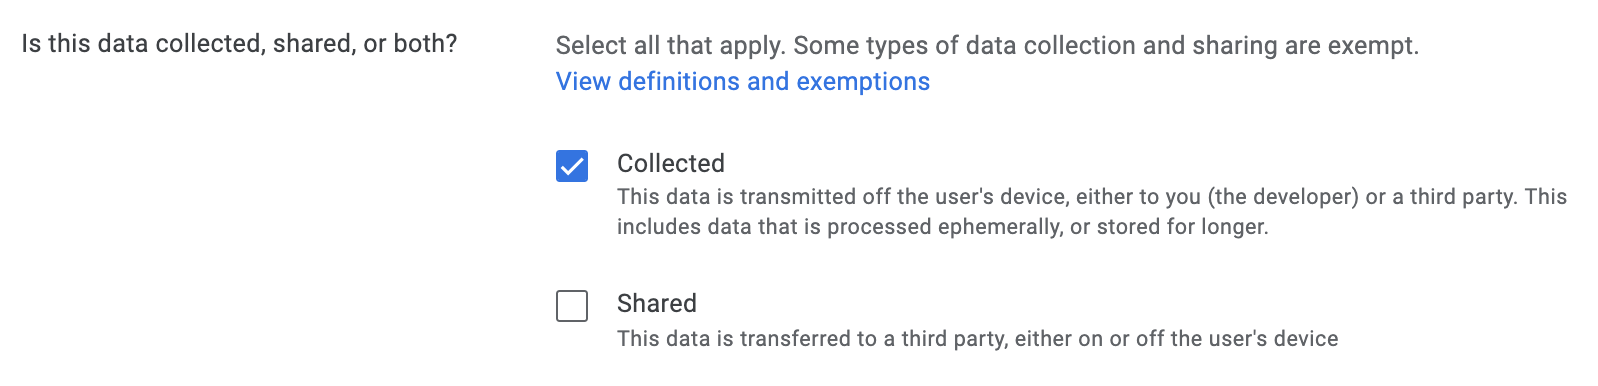 Is this data collected, shared, or both?
Select all that apply. Some types of data collection and sharing are exempt.
View definitions and exemptions
Collected
This data is transmitted off the user's device, either to you (the developer) or a third party. This
includes data that is processed ephemerally, or stored for longer.
Shared
This data is transferred to a third party, either on or off the user's device